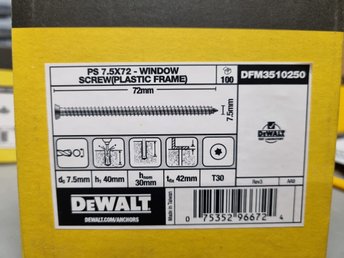 PS 7.5X72 - WINDOW
SCREW(PLASTIC FRAME)
100
DFM3510250
72mm
7.5mm
DEWALT
d₀ 7.5mm
h₁ 40mm
hnom
30mm
tfix 42mm
T30
Made in Taiwan
DEWALT
DEWALT.COM/ANCHORS
0 75352 96672 4